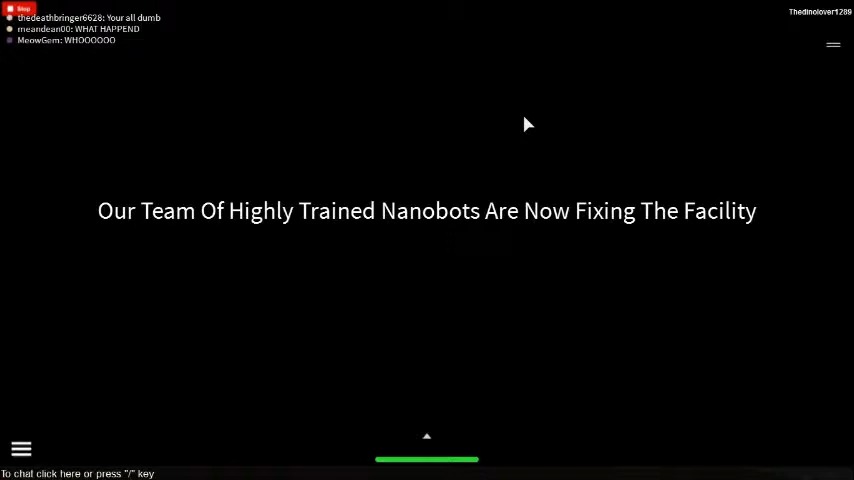 Stop
thedeathbringer6628: Your all dumb
Thedinolover1289
meandean00: WHAT HAPPEND
MeowGem: WHOOOOOO
Our Team Of Highly Trained Nanobots Are Now Fixing The Facility
To chat click here or press "/" key